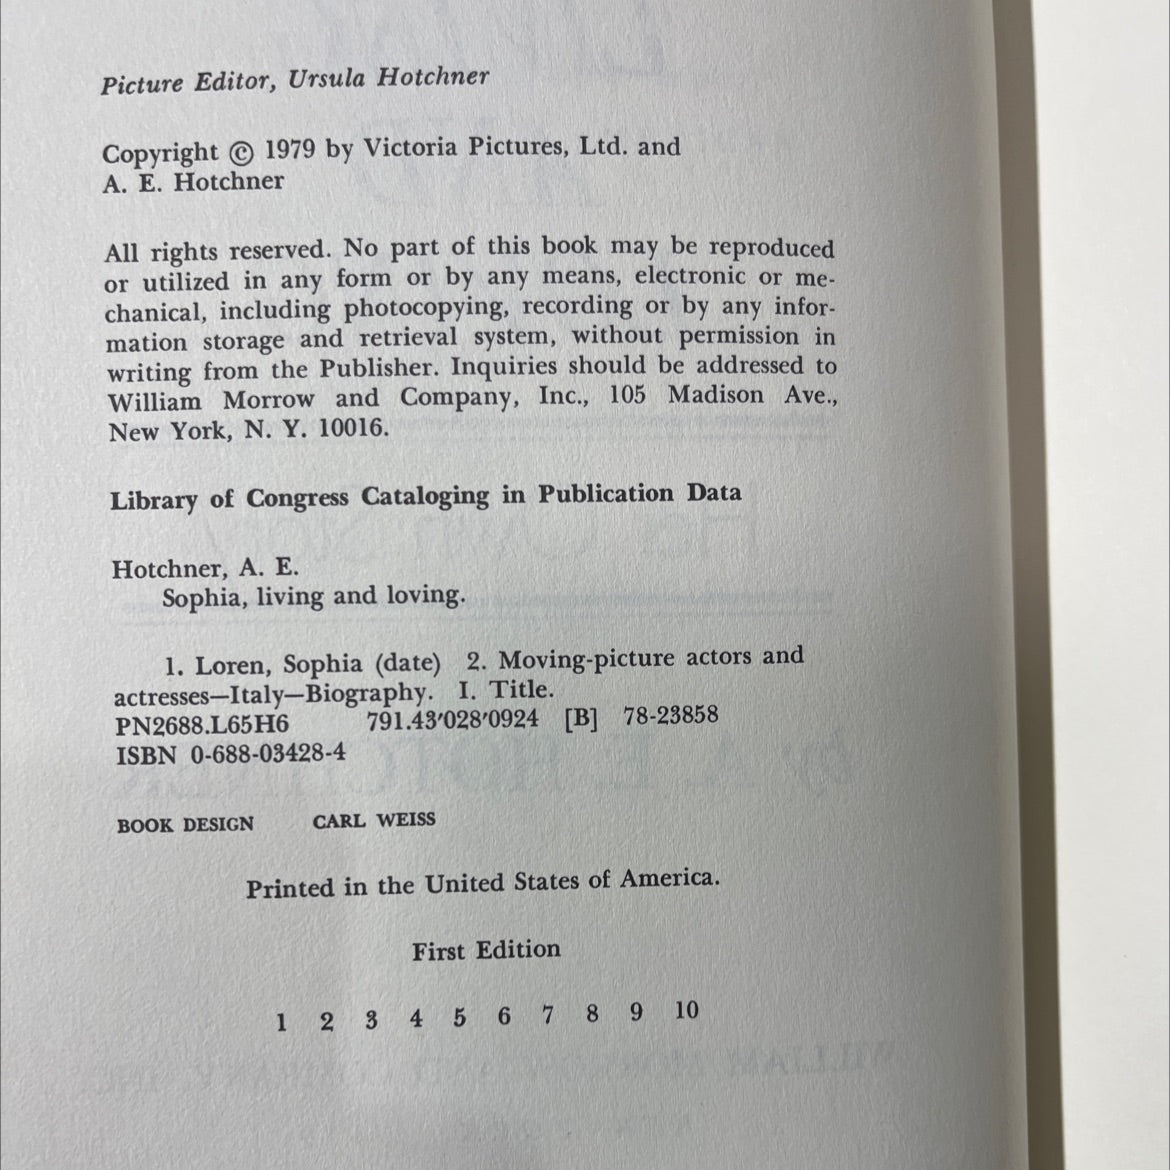 Picture Editor, Ursula Hotchner
Copyright © 1979 by Victoria Pictures, Ltd. and
A. E. Hotchner
All rights reserved. No part of this book may be reproduced
or utilized in any form or by any means, electronic or me-
chanical, including photocopying, recording or by any infor-
mation storage and retrieval system, without permission in
writing from the Publisher. Inquiries should be addressed to
William Morrow and Company, Inc., 105 Madison Ave.,
New York, N. Y. 10016.
Library of Congress Cataloging in Publication Data
Hotchner, A. E.
Sophia, living and loving.
1. Loren, Sophia (date) 2. Moving-picture actors and
actresses—Italy—Biography. I. Title.
PN2688.L65H6 791.43′028′0924 [B] 78-23858
ISBN 0-688-03428-4
BOOK DESIGN CARL WEISS
Printed in the United States of America.
First Edition
1 2 3 4 5 6 7 8 9 10